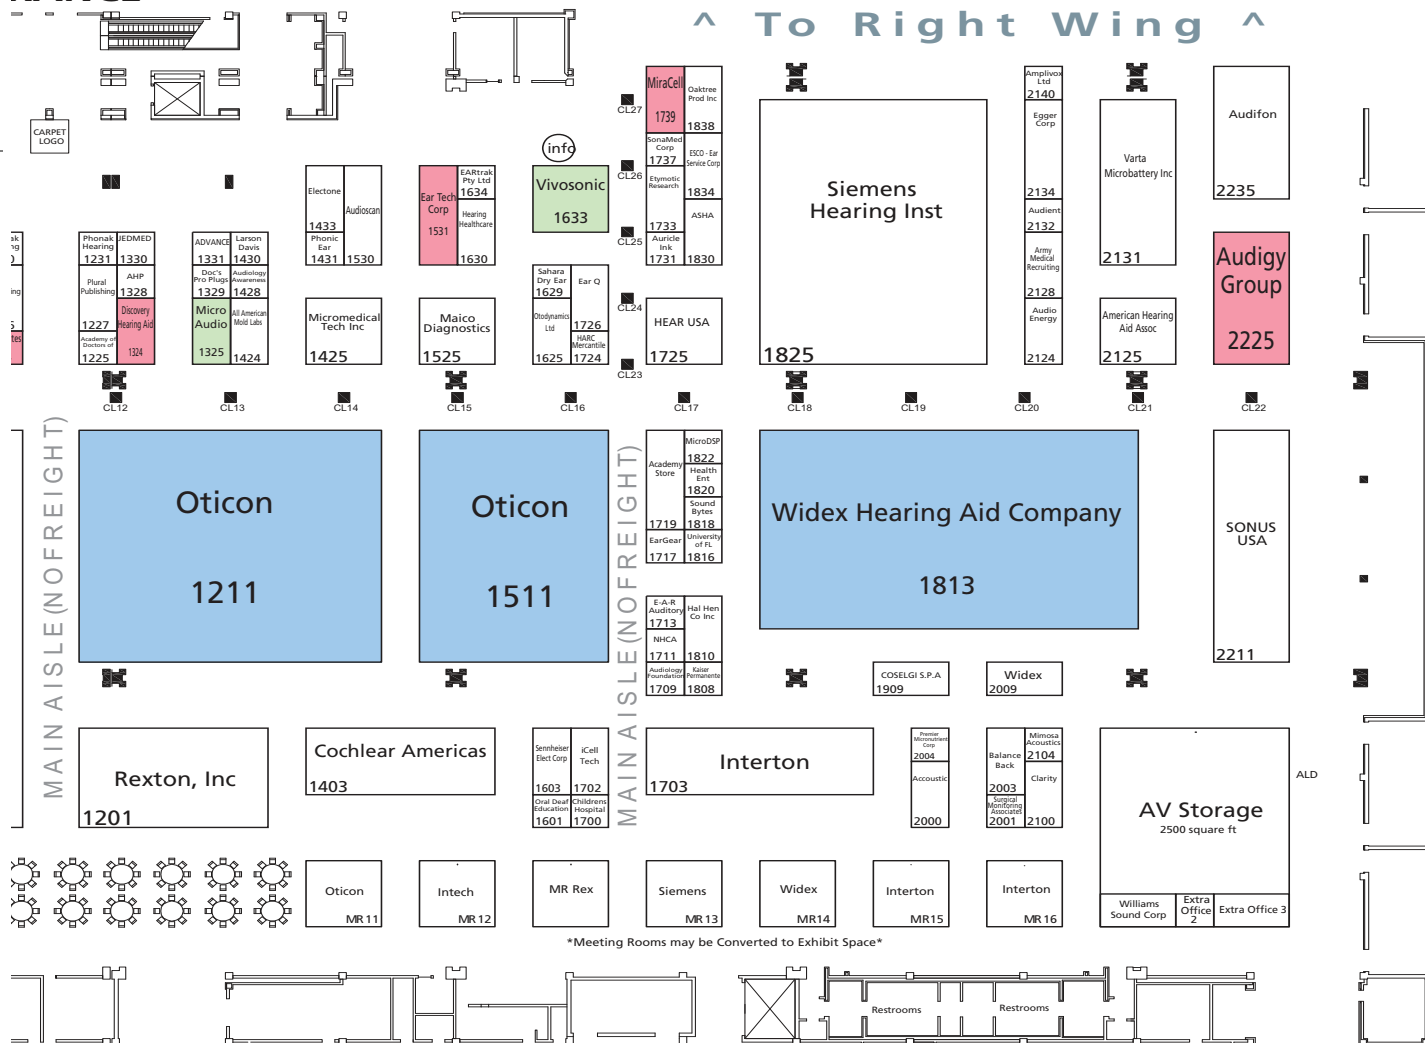 ^ To Right Wing ^
CARPET
LOGO
info
MiraCell
1739
Oaktree
Prod Inc
1838
CL27
SonaMed
Corp
1737
ESCO - Ear
Service Corp
1834
CL26
Etymotic
Research
1733
ASHA
1830
CL25
Auricle
Ink
1731
Amplivox
Ltd
2140
Egger
Corp
2134
Audient
2132
Army
Medical
Recruiting
2128
Audio
Energy
2124
Varta
Microbattery Inc
2131
Audifon
2235
Siemens
Hearing Inst
1825
Audigy
Group
2225
American Hearing
Aid Assoc
2125
Electone
1433
Audioscan
1530
Phonic
Ear
1431
Ear Tech
Corp
1531
EARtrak
Pty Ltd
1634
Hearing
Healthcare
1630
Vivosonic
1633
Phonak
Hearing
1231
JEDMED
1330
ADVANCE
1331
Larson
Davis
1430
Plural
Publishing
1227
AHP
1328
Discovery
Hearing Aid
1324
Academy of
Doctors of
1225
Doc's
Pro Plugs
1329
Audiology
Awareness
1428
Micro
Audio
1325
All American
Mold Labs
1424
Micromedical
Tech Inc
1425
Maico
Diagnostics
1525
Sahara
Dry Ear
1629
Ear Q
1726
Otodynamics
Ltd
1625
HARC
Mercantile
1724
CL24
HEAR USA
1725
CL23
CL12
CL13
CL14
CL15
CL16
CL17
CL18
CL19
CL20
CL21
CL22
MAIN AISLE(NOFREIGHT)
Oticon
1211
Oticon
1511
MAIN AISLE(NOFREIGHT)
Academy
Store
1719
MicroDSP
1822
Health
Ent
1820
Sound
Bytes
1818
EarGear
1717
University
of FL
1816
E-A-R
Auditory
1713
Hal Hen
Co Inc
1810
NHCA
1711
Audiology
Foundation
1709
Kaiser
Permanente
1808
Widex Hearing Aid Company
1813
SONUS
USA
2211
COSELGI S.P.A
1909
Widex
2009
Rexton, Inc
1201
Cochlear Americas
1403
Sennheiser
Elect Corp
1603
iCell
Tech
1702
Oral Deaf
Education
1601
Childrens
Hospital
1700
Interton
1703
Premier
Micronutrient
Corp
2004
Accoustic
2000
Balance
Back
2003
Mimosa
Acoustics
2104
Surgical
Monitoring
Associates
2001
Clarity
2100
AV Storage
2500 square ft
ALD
Williams
Sound Corp
Extra
Office
2
Extra Office 3
Oticon
MR11
Intech
MR12
MR Rex
Siemens
MR13
Widex
MR14
Interton
MR15
Interton
MR16
*Meeting Rooms may be Converted to Exhibit Space*
Restrooms
Restrooms